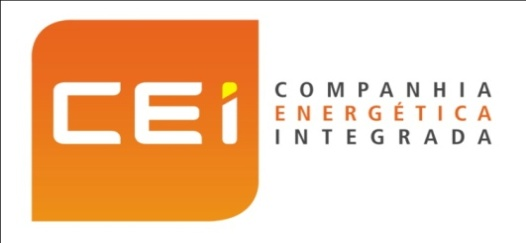 CEi
COMPANHIA
ENERGÉTICA
INTEGRADA